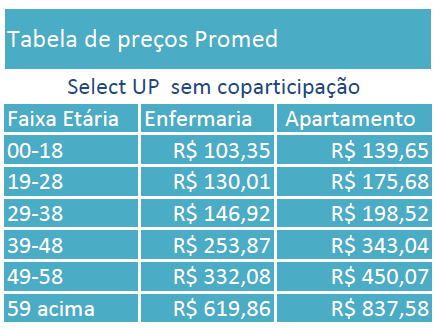 Tabela de preços Promed
Select UP sem coparticipação
Faixa Etária Enfermaria Apartamento
00-18 R$ 103,35 R$ 139,65
19-28 R$ 130,01 R$ 175,68
29-38 R$ 146,92 R$ 198,52
39-48 R$ 253,87 R$ 343,04
49-58 R$ 332,08 R$ 450,07
59 acima R$ 619,86 R$ 837,58